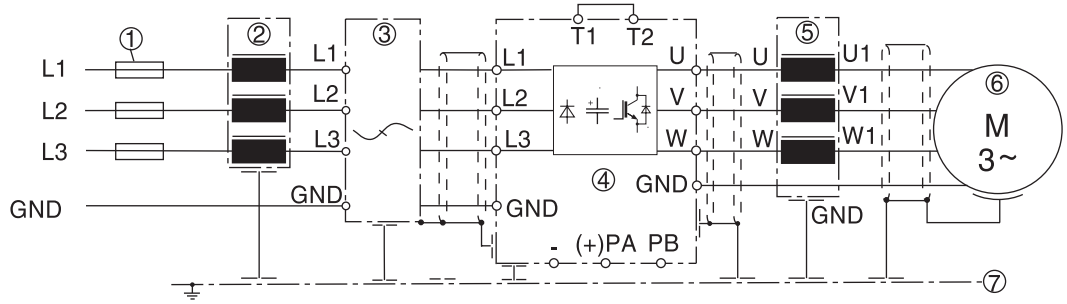 T1 T2
① ② ③ ⑤
L1 L1 L1 U U U1
L2 L2 L2 V V V1
L3 L3 L3 W W W1
⑥
M
3~
④
GND
GND GND GND GND
- (+)PA PB
⑦